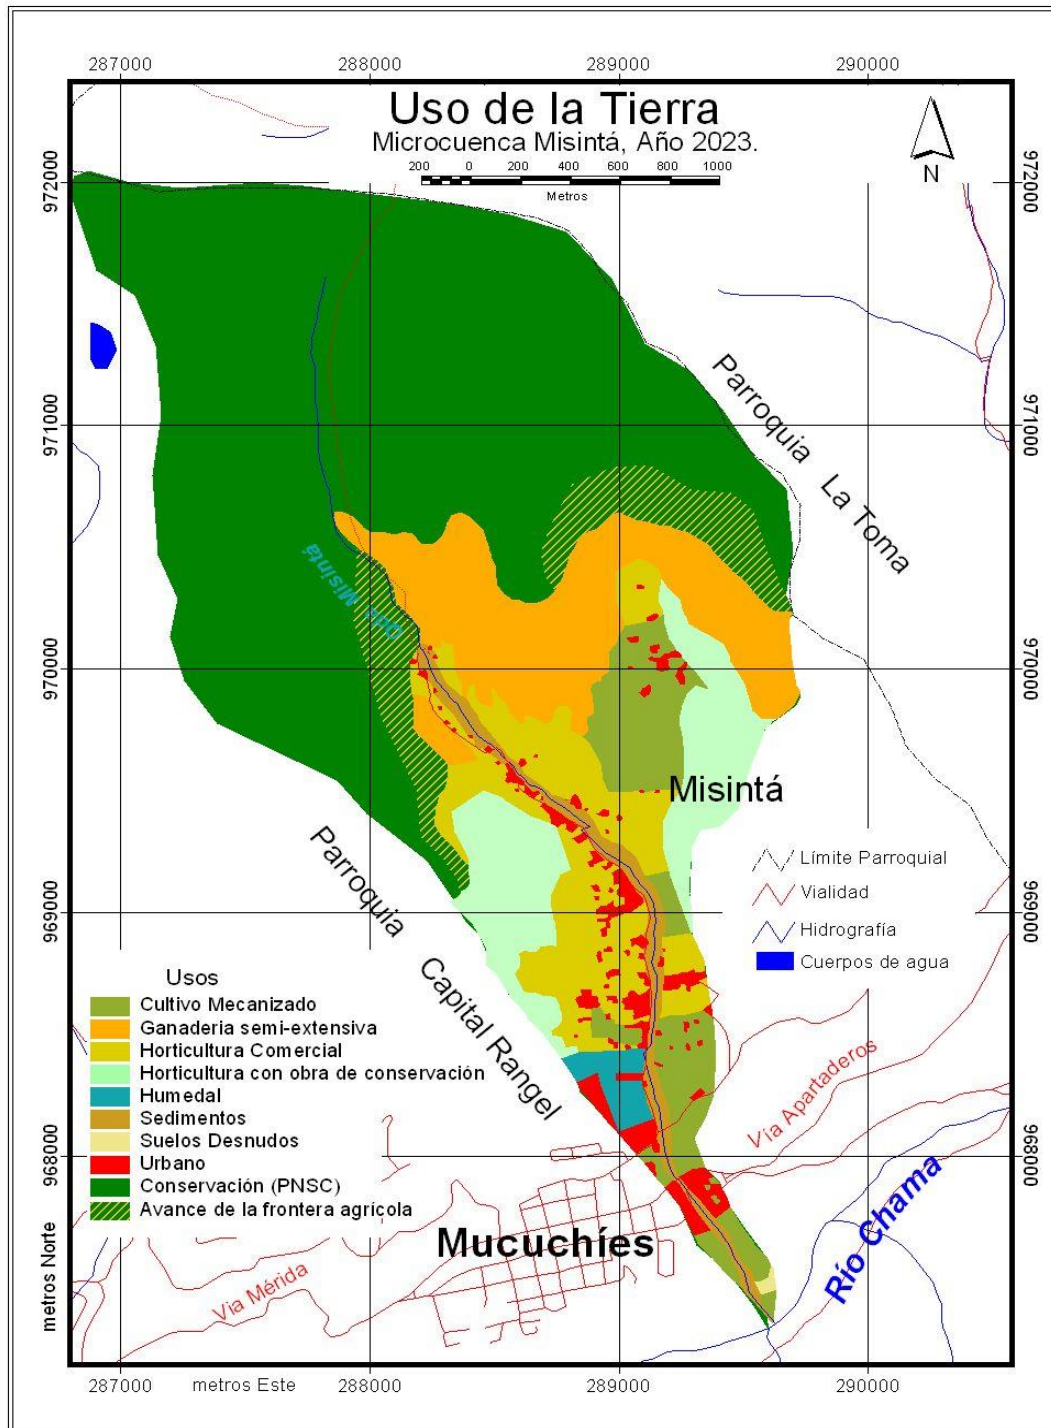 287000 288000 289000 290000
Uso de la Tierra
Microcuenca Misintá, Año 2023.
200 0 200 400 600 800 1000
Metros
N
972000 972000
Parroquia La Toma
971000 971000
Qda Misintá
970000 970000
Misintá
Parroquia Capital Rangel
Límite Parroquial
Vialidad
Hidrografía
Cuerpos de agua
969000 969000
Usos
Cultivo Mecanizado
Ganaderia semi-extensiva
Horticultura Comercial
Horticultura con obra de conservación
Humedal
Sedimentos
Suelos Desnudos
Urbano
Conservación (PNSC)
Avance de la frontera agrícola
Vía Apartaderos
968000 968000
Mucuchíes
Río Chama
Via Mérida
metros Norte
287000 metros Este 288000 289000 290000